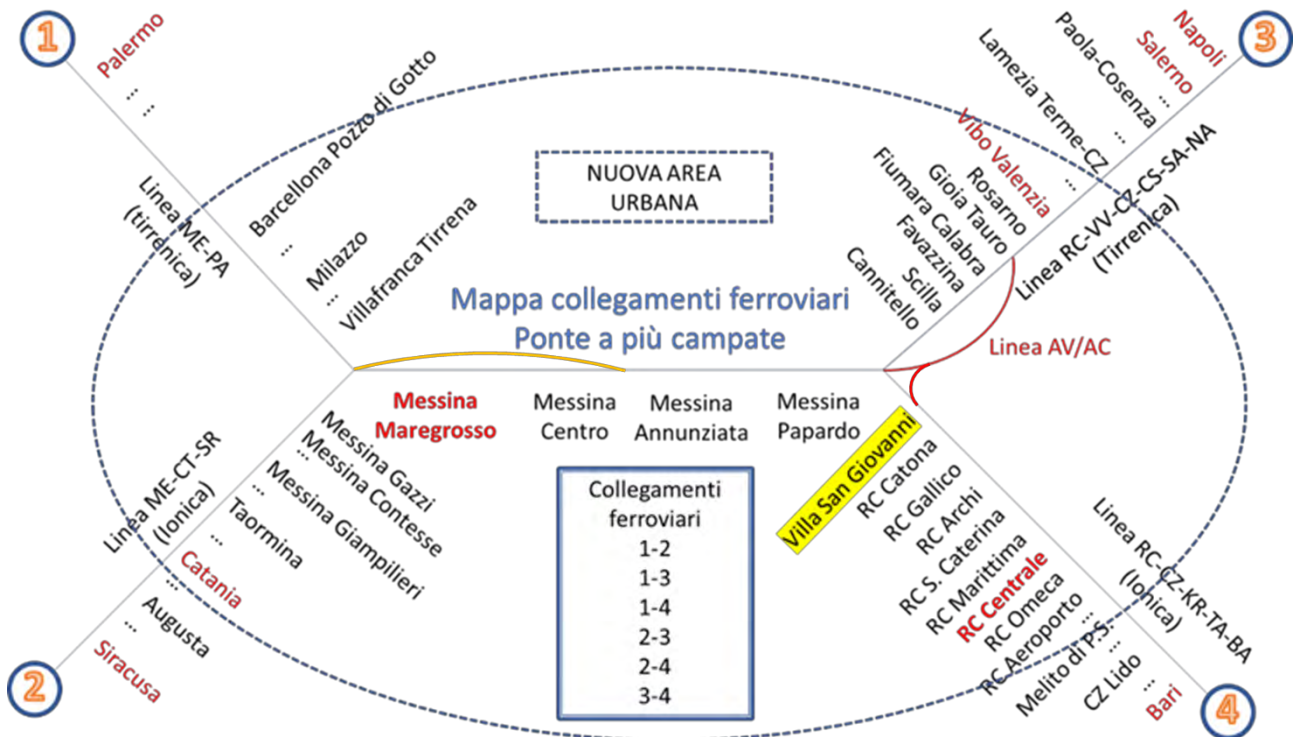 1
Palermo
...
...
Linea ME-PA
(tirrenica)
Barcellona Pozzo di Gotto
...
Milazzo
...
Villafranca Tirrena
NUOVA AREA
URBANA
Mappa collegamenti ferroviari
Ponte a più campate
3
Napoli
Salerno
...
Paola-Cosenza
...
Lamezia Terme-CZ
...
Vibo Valenzia
Rosarno
Gioia Tauro
Fiumara Calabra
Favazzina
Scilla
Cannitello
Linea RC-VV-CZ-CS-SA-NA
(Tirrenica)
Linea AV/AC
Messina
Maregrosso
Messina
Centro
Messina
Annunziata
Messina
Papardo
Linea ME-CT-SR
(Ionica)
Messina Gazzi
Messina Contesse
...
Messina Giampilieri
...
Taormina
...
Catania
...
Augusta
...
Siracusa
2
Collegamenti
ferroviari
1-2
1-3
1-4
2-3
2-4
3-4
Villa San Giovanni
RC Catona
RC Gallico
RC Archi
RC S. Caterina
RC Marittima
RC Centrale
RC Omeca
RC Aeroporto
...
Melito di P.S.
...
CZ Lido
...
Bari
Linea RC-CZ-KR-TA-BA
(Ionica)
4